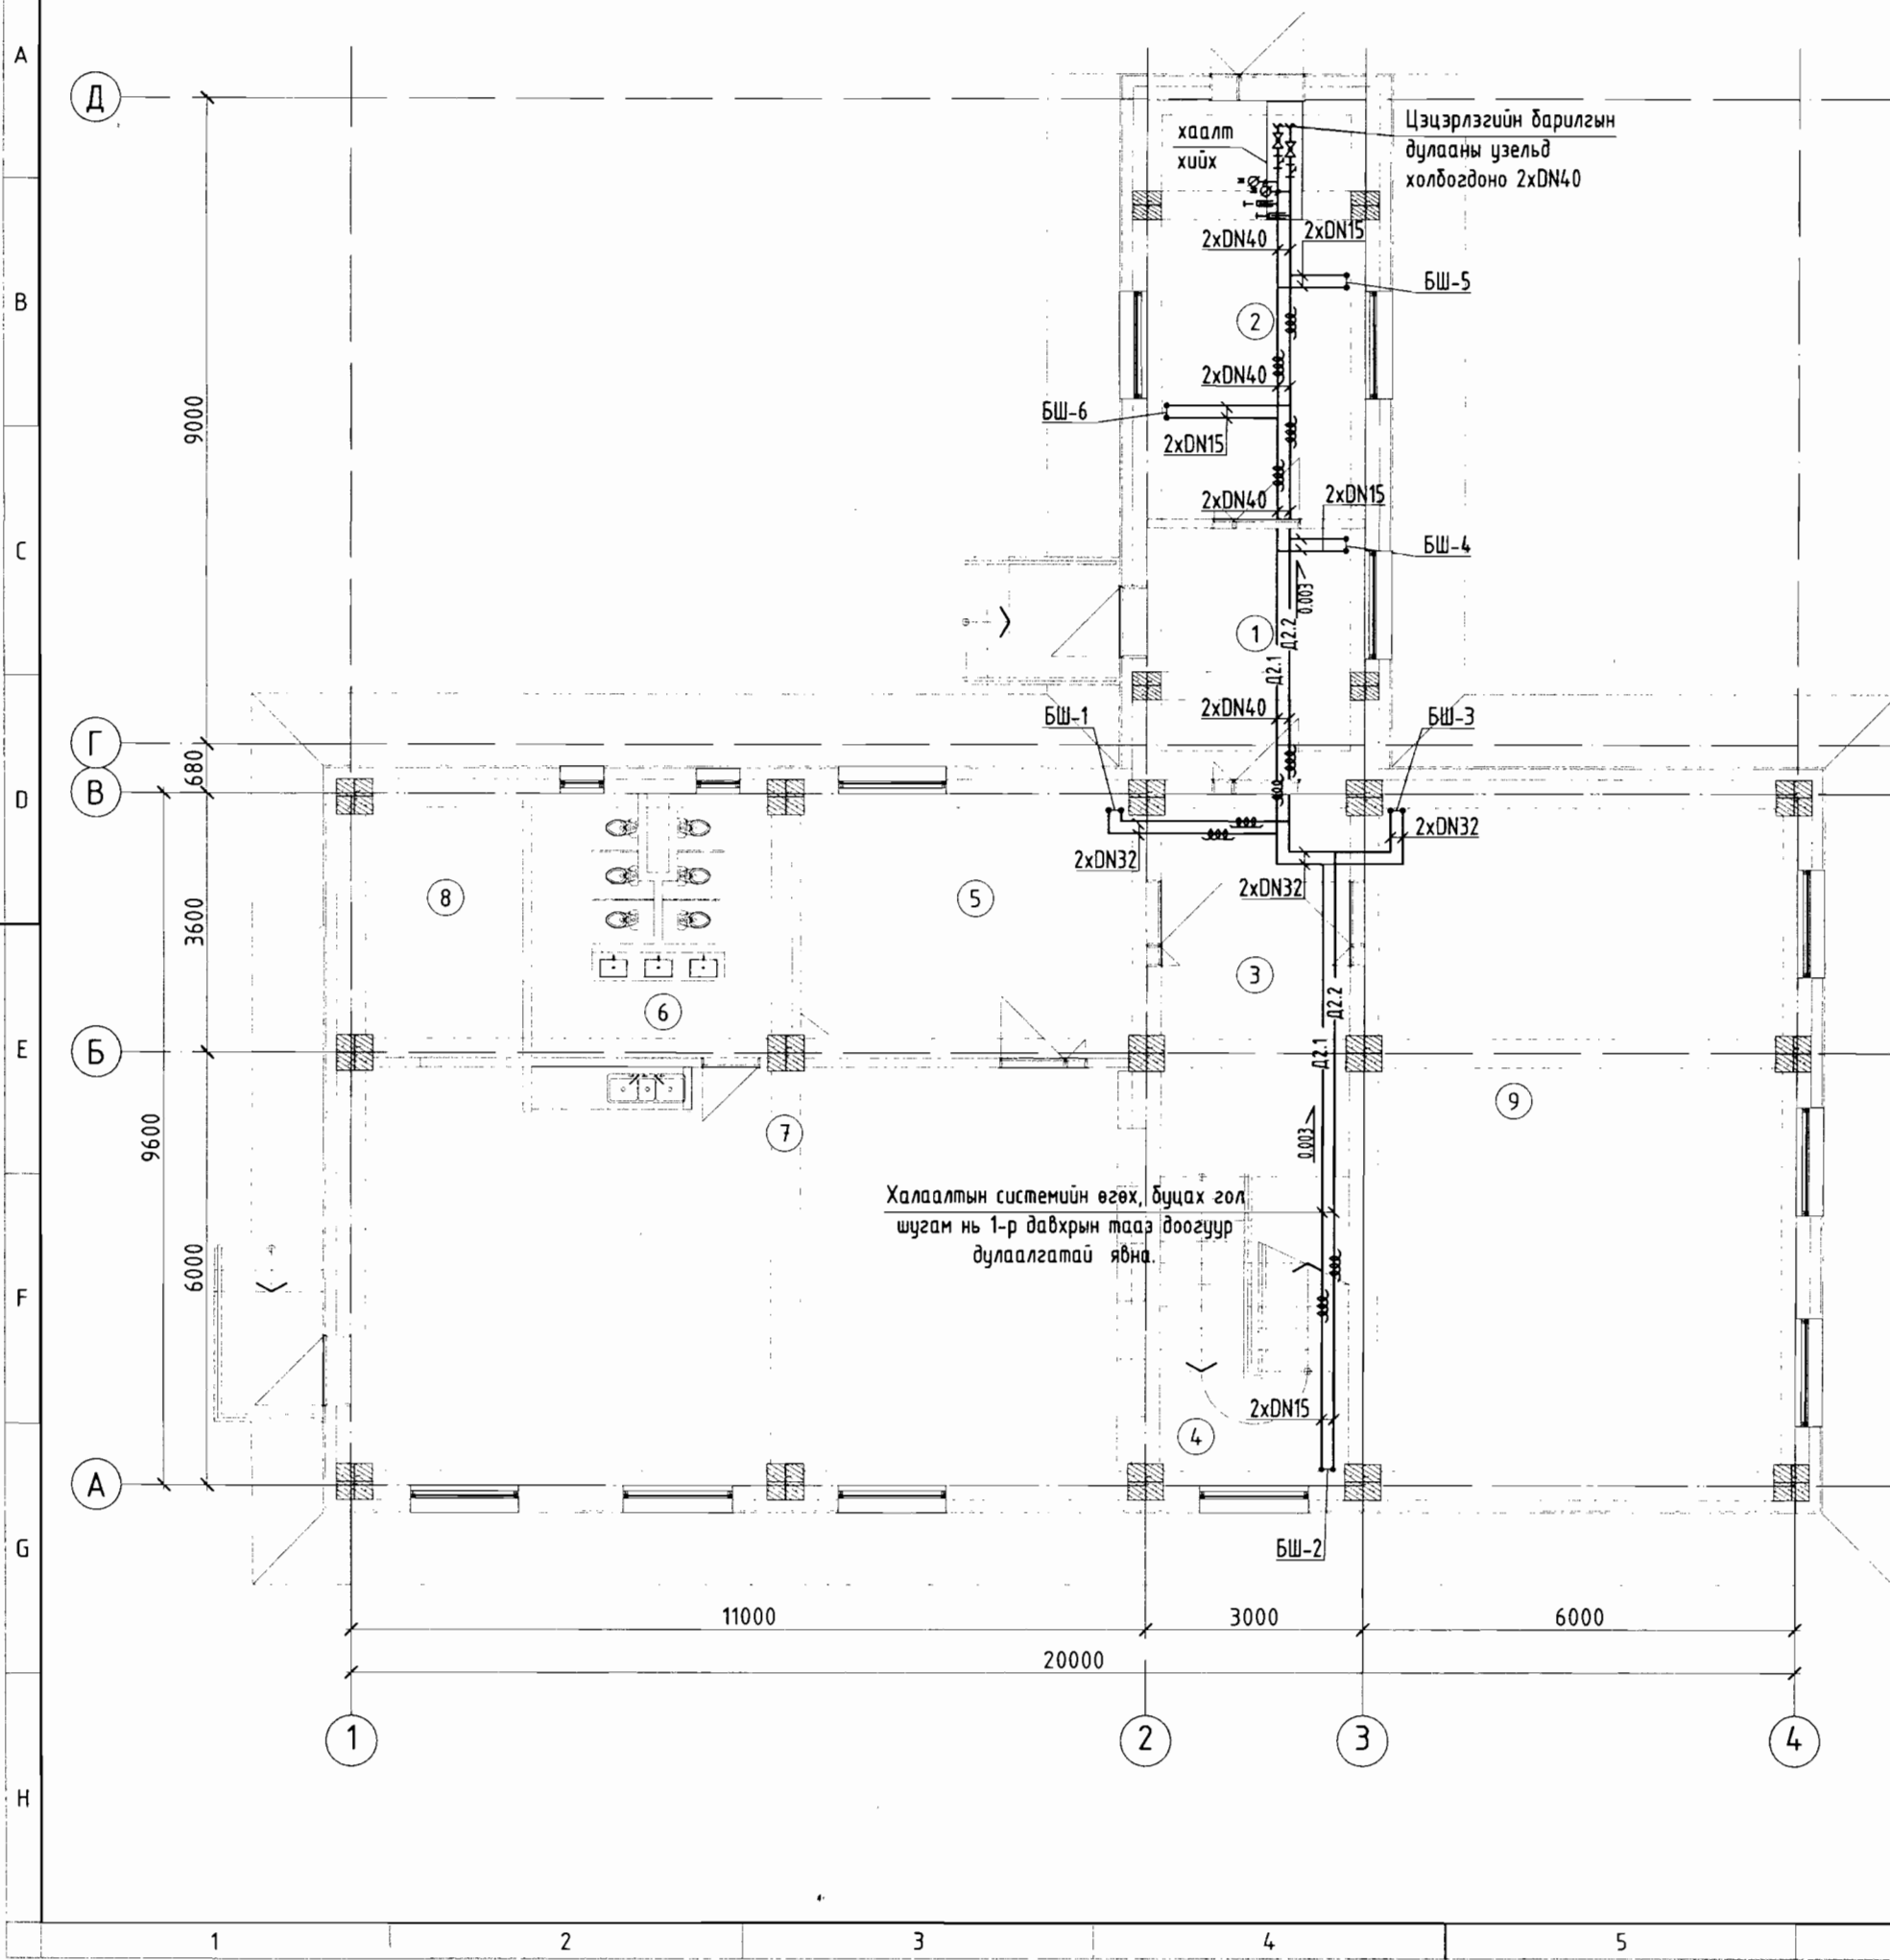 A
B
C
D
E
F
G
H
Д
Г
В
Б
А
9000
680
3600
6000
9600
хаалт
хийх
Цэцэрлэгийн барилгын
дулааны узельд
холбогдоно 2xDN40
м
м
Т
Т
2xDN40
2xDN15
БШ-5
2
2xDN40
БШ-6
2xDN15
2xDN40
2xDN15
БШ-4
0.003
1
Д2.2
Д2.1
2xDN40
БШ-1
БШ-3
2xDN32
2xDN32
2xDN32
8
5
3
6
Д2.2
Д2.1
9
7
0.003
Халаалтын системийн өгөх, буцах гол
шугам нь 1-р давхрын тааз доогуур
дулаалгатай явна.
2xDN15
4
БШ-2
11000
3000
6000
20000
1
2
3
4
1
2
3
4
5